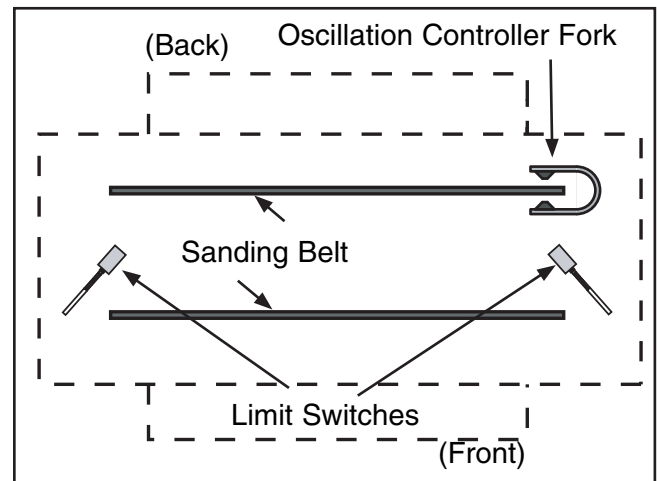 Oscillation Controller Fork
(Back)
Sanding Belt
Limit Switches
(Front)